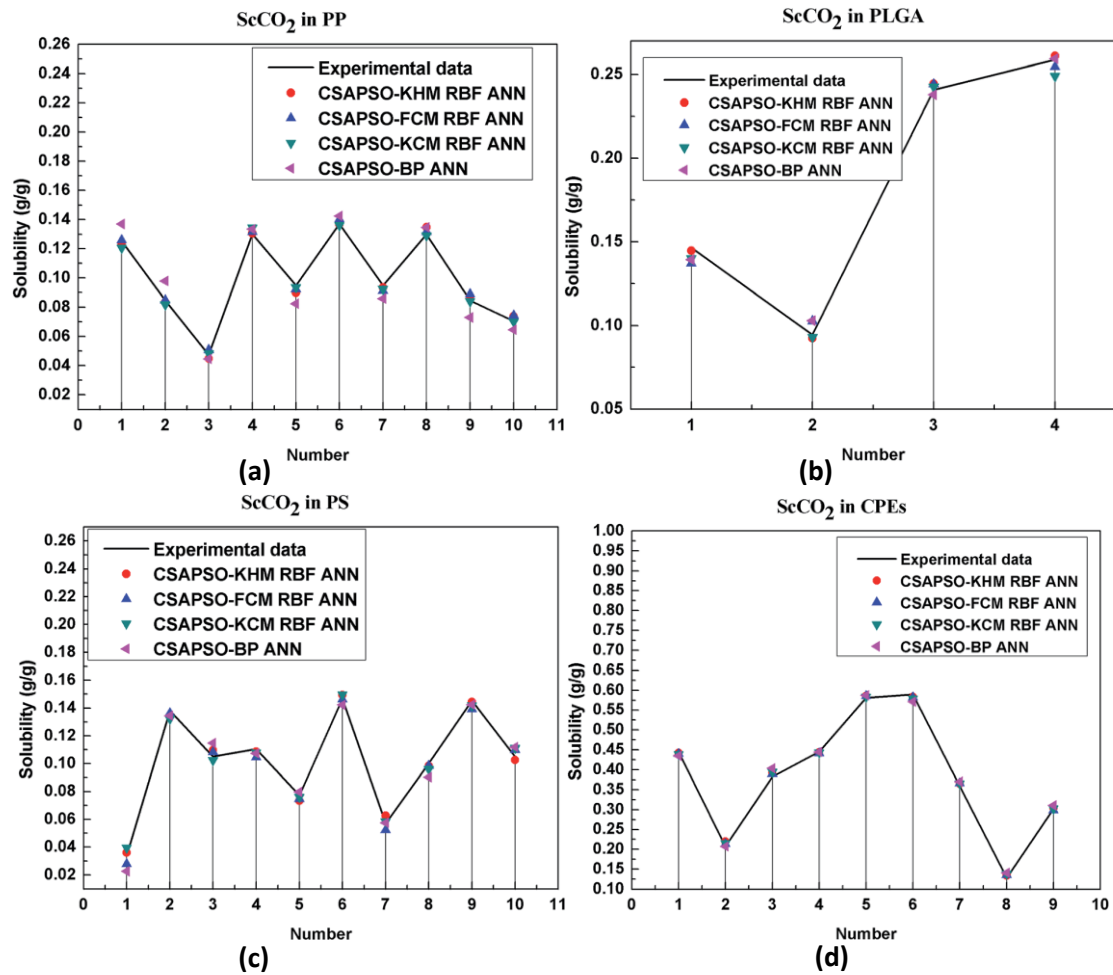 ScCO2 in PP
Solubility (g/g)
0.26
0.24
0.22
0.20
0.18
0.16
0.14
0.12
0.10
0.08
0.06
0.04
0.02
Experimental data
CSAPSO-KHM RBF ANN
CSAPSO-FCM RBF ANN
CSAPSO-KCM RBF ANN
CSAPSO-BP ANN
0 1 2 3 4 5 6 7 8 9 10 11
Number
(a)
ScCO2 in PLGA
Solubility (g/g)
0.25
0.20
0.15
0.10
0.05
Experimental data
CSAPSO-KHM RBF ANN
CSAPSO-FCM RBF ANN
CSAPSO-KCM RBF ANN
CSAPSO-BP ANN
1 2 3 4
Number
(b)
ScCO2 in PS
Solubility (g/g)
0.26
0.24
0.22
0.20
0.18
0.16
0.14
0.12
0.10
0.08
0.06
0.04
0.02
Experimental data
CSAPSO-KHM RBF ANN
CSAPSO-FCM RBF ANN
CSAPSO-KCM RBF ANN
CSAPSO-BP ANN
0 1 2 3 4 5 6 7 8 9 10 11
Number
(c)
ScCO2 in CPEs
Solubility (g/g)
1.00
0.95
0.90
0.85
0.80
0.75
0.70
0.65
0.60
0.55
0.50
0.45
0.40
0.35
0.30
0.25
0.20
0.15
0.10
Experimental data
CSAPSO-KHM RBF ANN
CSAPSO-FCM RBF ANN
CSAPSO-KCM RBF ANN
CSAPSO-BP ANN
0 1 2 3 4 5 6 7 8 9 10
Number
(d)